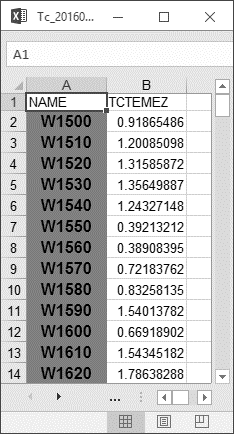 Tc_20160...
A1
A B
1 NAME TCTEMEZ
2 W1500 0.91865486
3 W1510 1.20085098
4 W1520 1.31585872
5 W1530 1.35649887
6 W1540 1.24327148
7 W1550 0.39213212
8 W1560 0.38908395
9 W1570 0.72183762
10 W1580 0.83258135
11 W1590 1.54013782
12 W1600 0.66918902
13 W1610 1.54345182
14 W1620 1.78638288
...